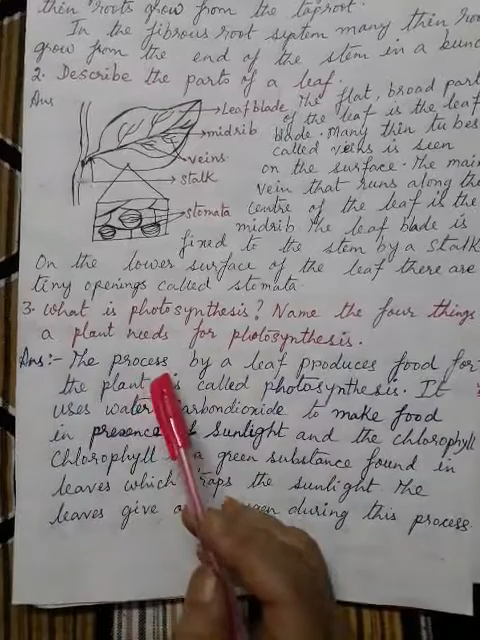 thin roots grow from the taproot.
In the fibrous root system many thin roo
grow from the end of the stem in a bunc
2. Describe the parts of a leaf.
Ans
Leaf blade
midrib
veins
stalk
stomata
The flat, broad part
of the leaf is the leaf
blade. Many thin tubes
called veins is seen
on the surface. The main
vein that runs along the
centre of the leaf is the
midrib. The leaf blade is
fixed to the stem by a stalk
On the lower surface of the leaf there are
tiny openings called stomata
3. What is photosynthesis? Name the four things
a plant needs for photosynthesis.
Ans:- The process by a leaf produces food for
the plant is called photosynthesis. It
uses water to make food
in presence sunlight and the chlorophyll
Chlorophyll a green substance found in
leaves which the sunlight. The
leaves give during this process